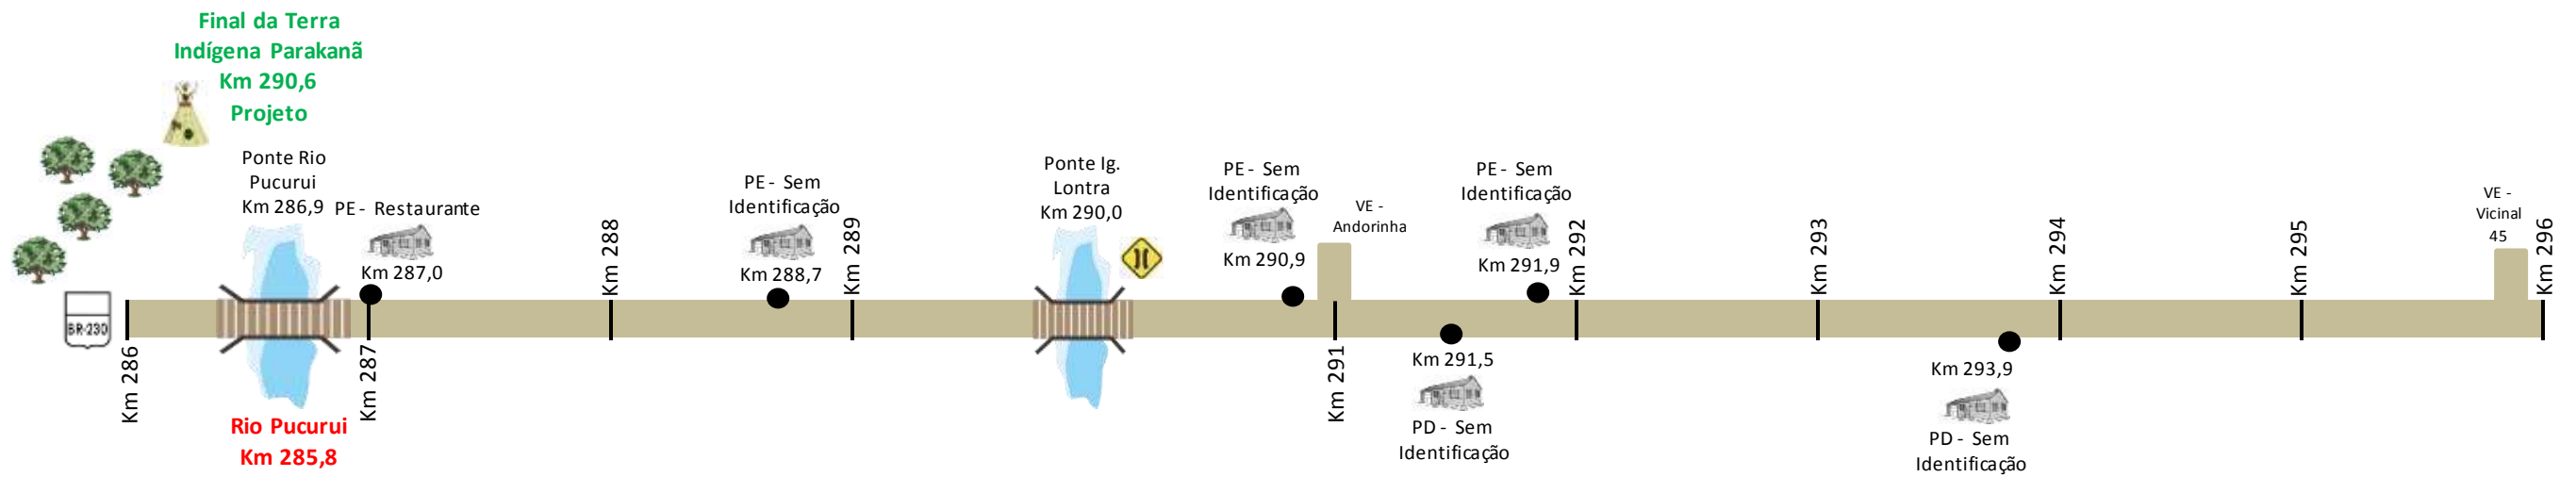 Final da Terra
Indígena Parakanã
Km 290,6
Projeto
Ponte Rio
Pucurui
Km 286,9
PE - Restaurante
Km 287,0
PE - Sem
Identificação
Km 288,7
Ponte Ig.
Lontra
Km 290,0
PE - Sem
Identificação
Km 290,9
VE -
Andorinha
PE - Sem
Identificação
Km 291,9
VE -
Vicinal
45
BR-230
Km 286
Km 287
Km 288
Km 289
Km 291
Km 292
Km 293
Km 294
Km 295
Km 296
Rio Pucurui
Km 285,8
Km 291,5
PD - Sem
Identificação
Km 293,9
PD - Sem
Identificação